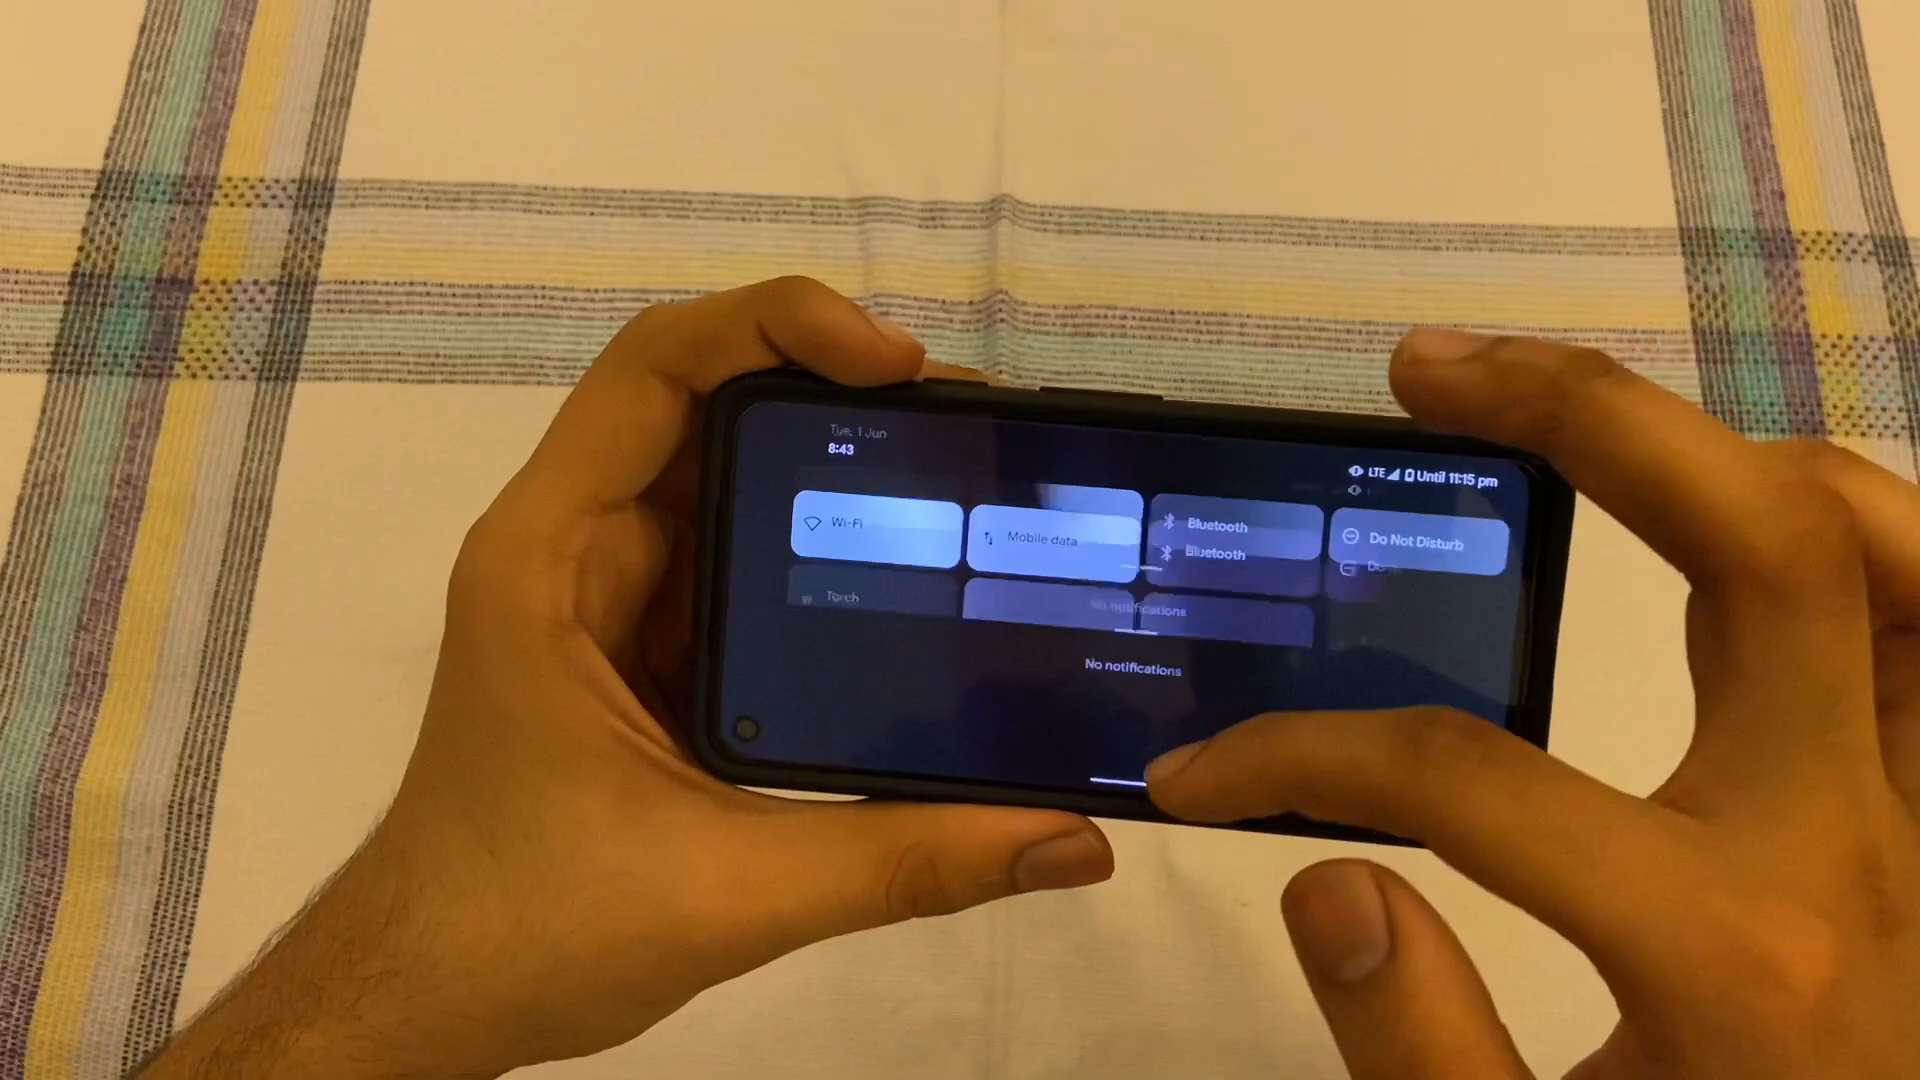 Tue, 1 Jun
8:43
LTE Until 11:15 pm
Wi-Fi
Mobile data
Bluetooth
Do Not Disturb
Bluetooth
Torch
No notifications
No notifications